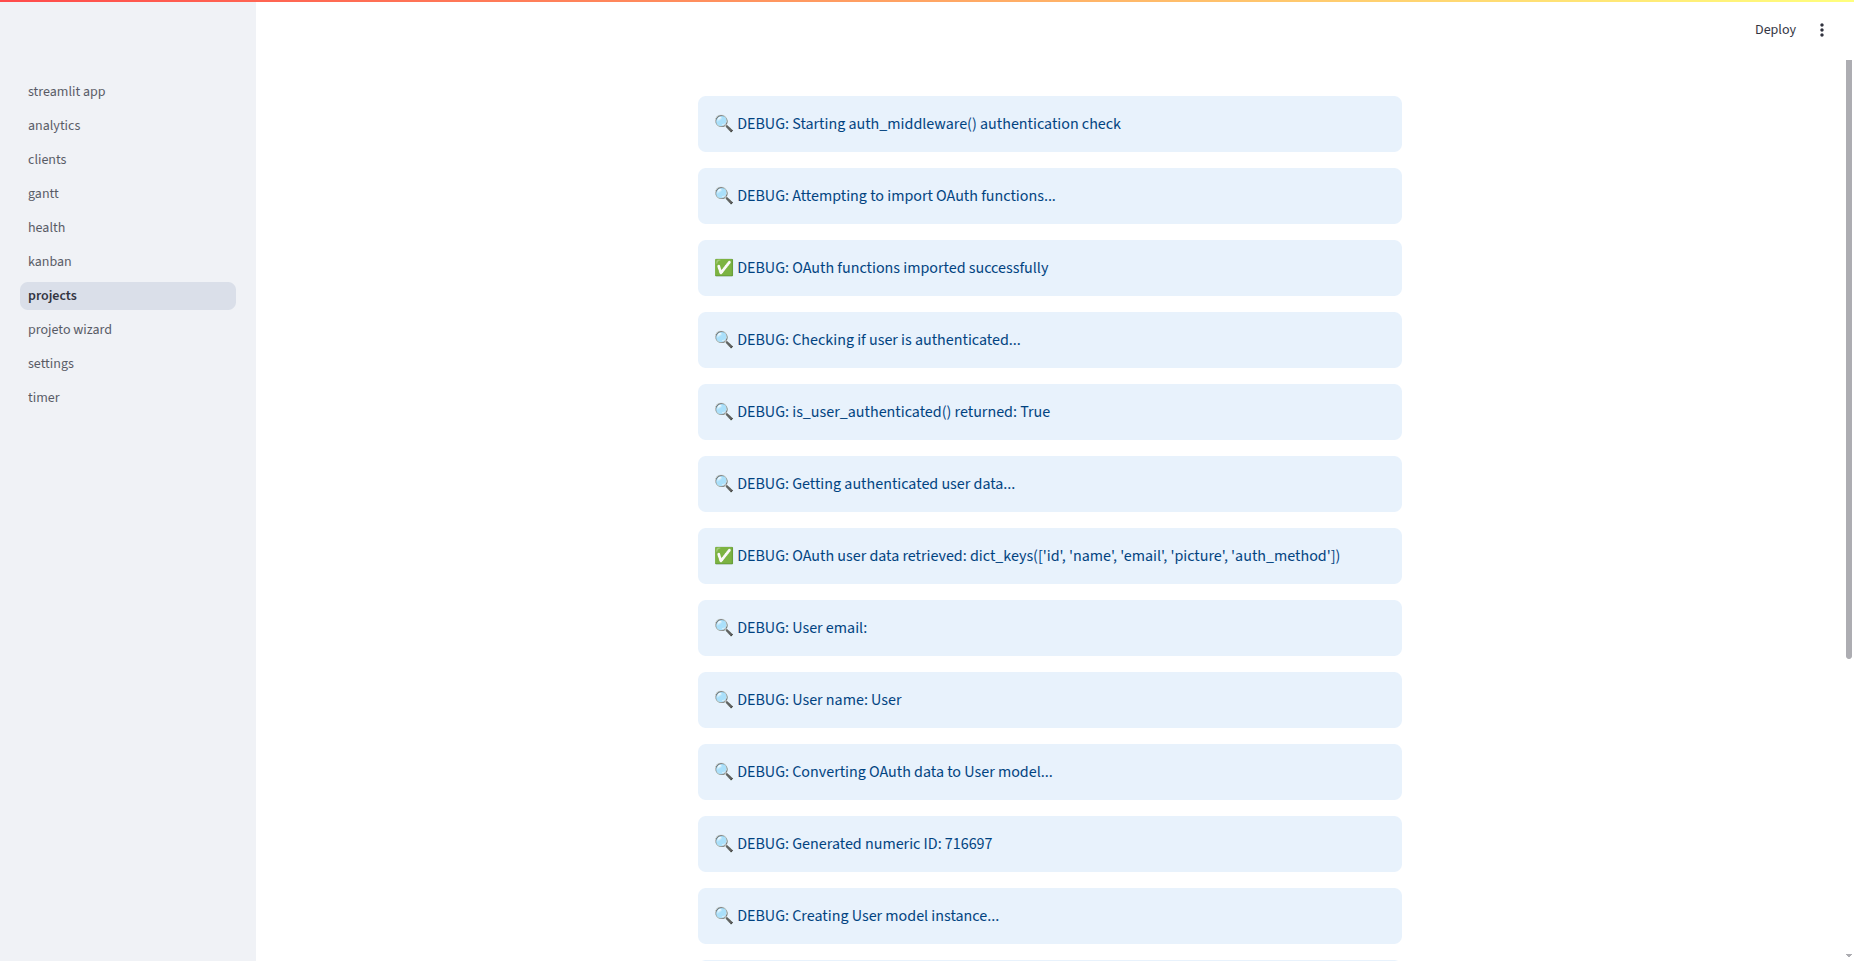 Deploy
streamlit app
analytics
clients
gantt
health
kanban
projects
projeto wizard
settings
timer
🔍 DEBUG: Starting auth_middleware() authentication check
🔍 DEBUG: Attempting to import OAuth functions...
✅ DEBUG: OAuth functions imported successfully
🔍 DEBUG: Checking if user is authenticated...
🔍 DEBUG: is_user_authenticated() returned: True
🔍 DEBUG: Getting authenticated user data...
✅ DEBUG: OAuth user data retrieved: dict_keys(['id', 'name', 'email', 'picture', 'auth_method'])
🔍 DEBUG: User email:
🔍 DEBUG: User name: User
🔍 DEBUG: Converting OAuth data to User model...
🔍 DEBUG: Generated numeric ID: 716697
🔍 DEBUG: Creating User model instance...